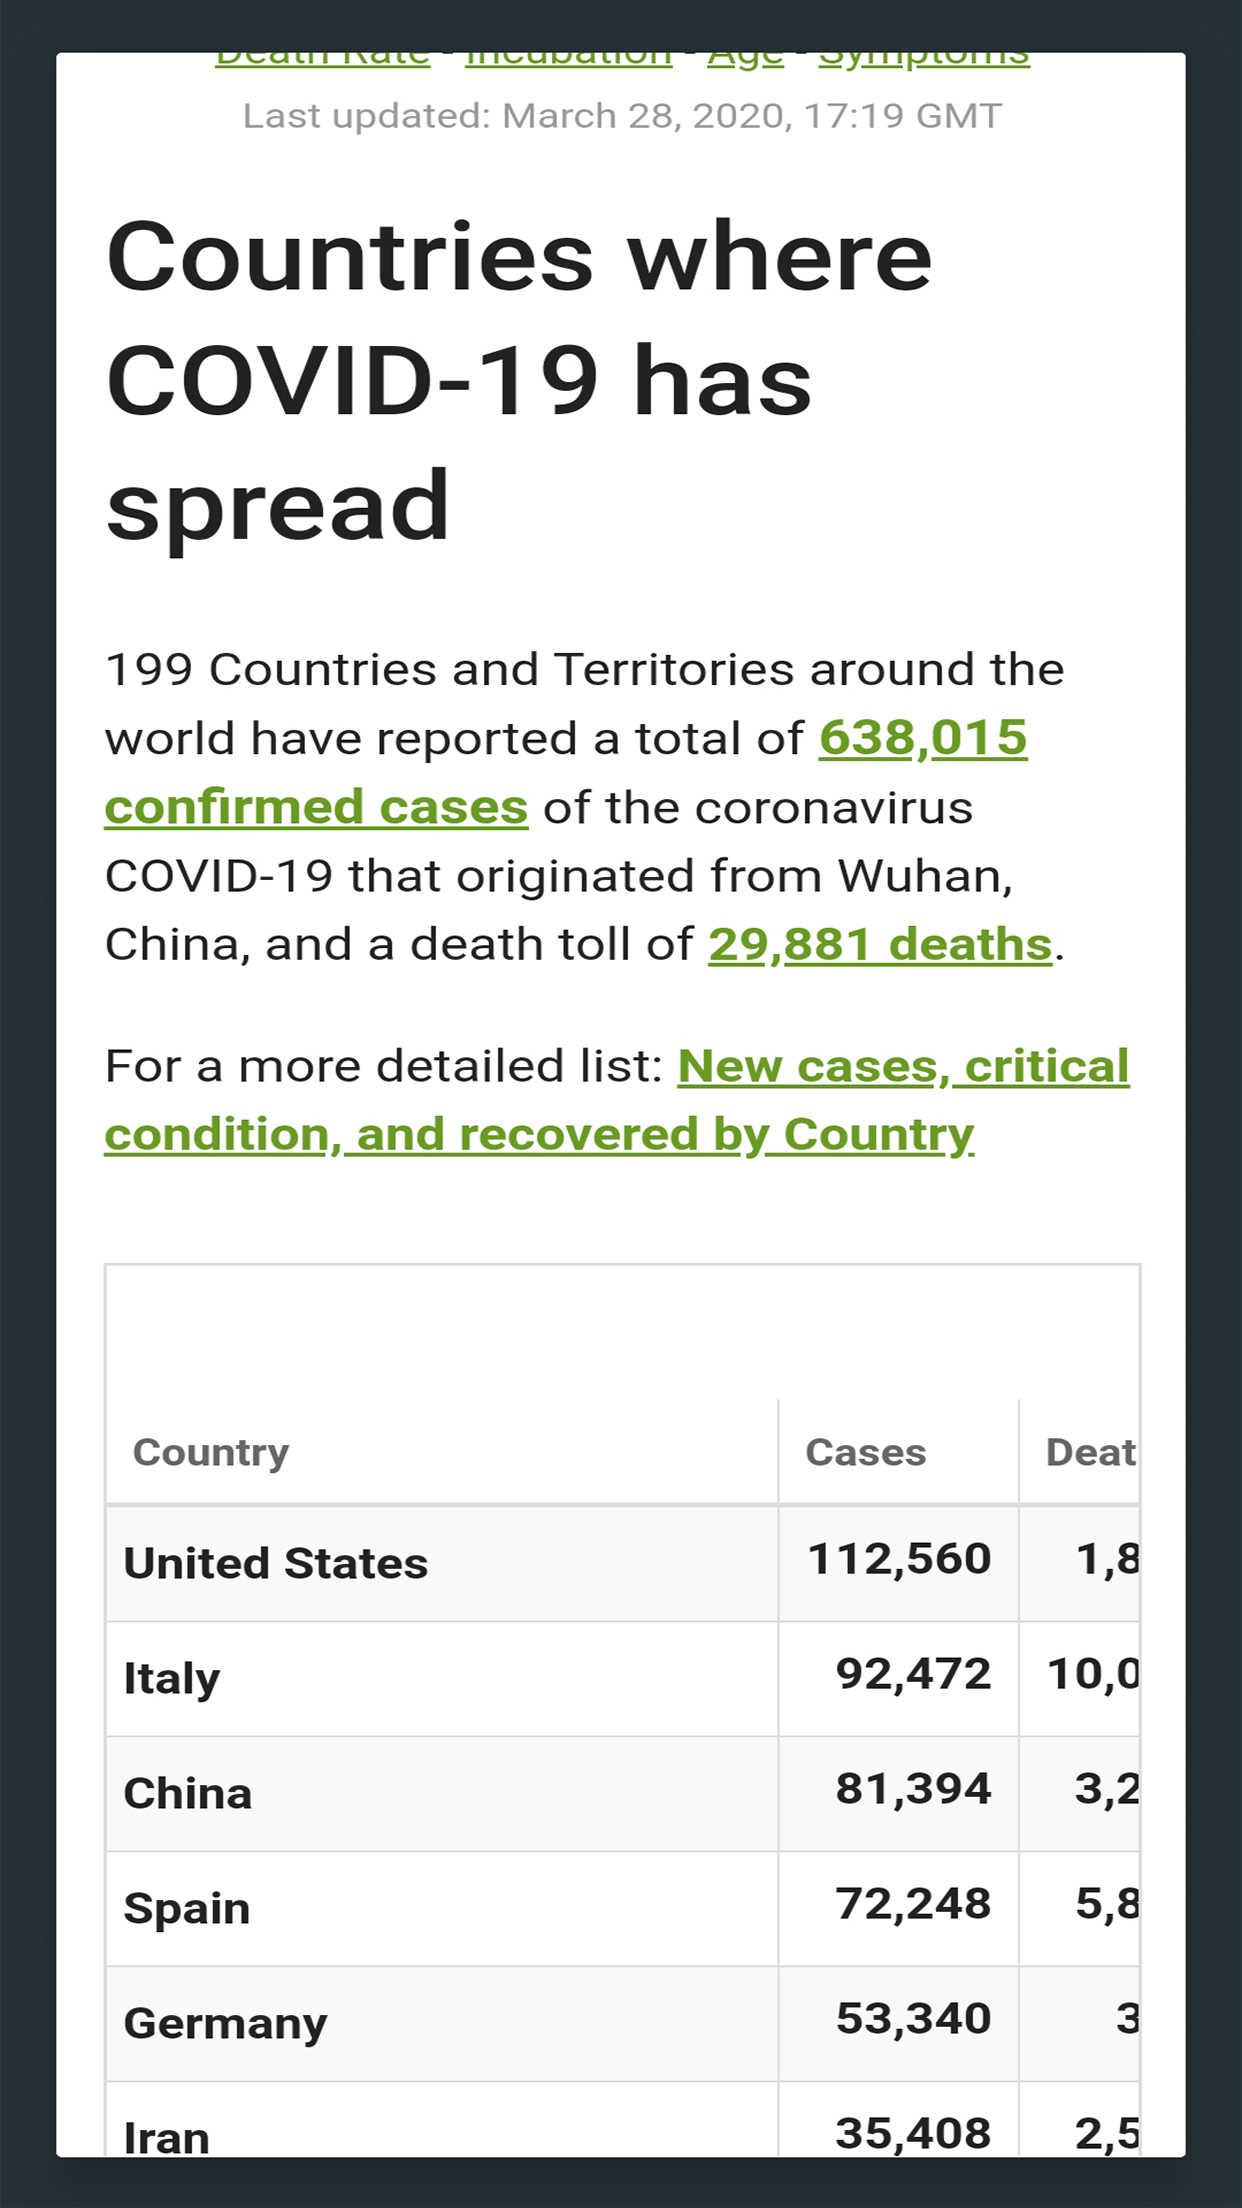 Death Rate - Incubation - Age - Symptoms
Last updated: March 28, 2020, 17:19 GMT
Countries where
COVID-19 has
spread
199 Countries and Territories around the
world have reported a total of 638,015
confirmed cases of the coronavirus
COVID-19 that originated from Wuhan,
China, and a death toll of 29,881 deaths.
For a more detailed list: New cases, critical
condition, and recovered by Country
Country Cases Deat
United States 112,560 1,8
Italy 92,472 10,0
China 81,394 3,2
Spain 72,248 5,8
Germany 53,340 3
Iran 35,408 2,5